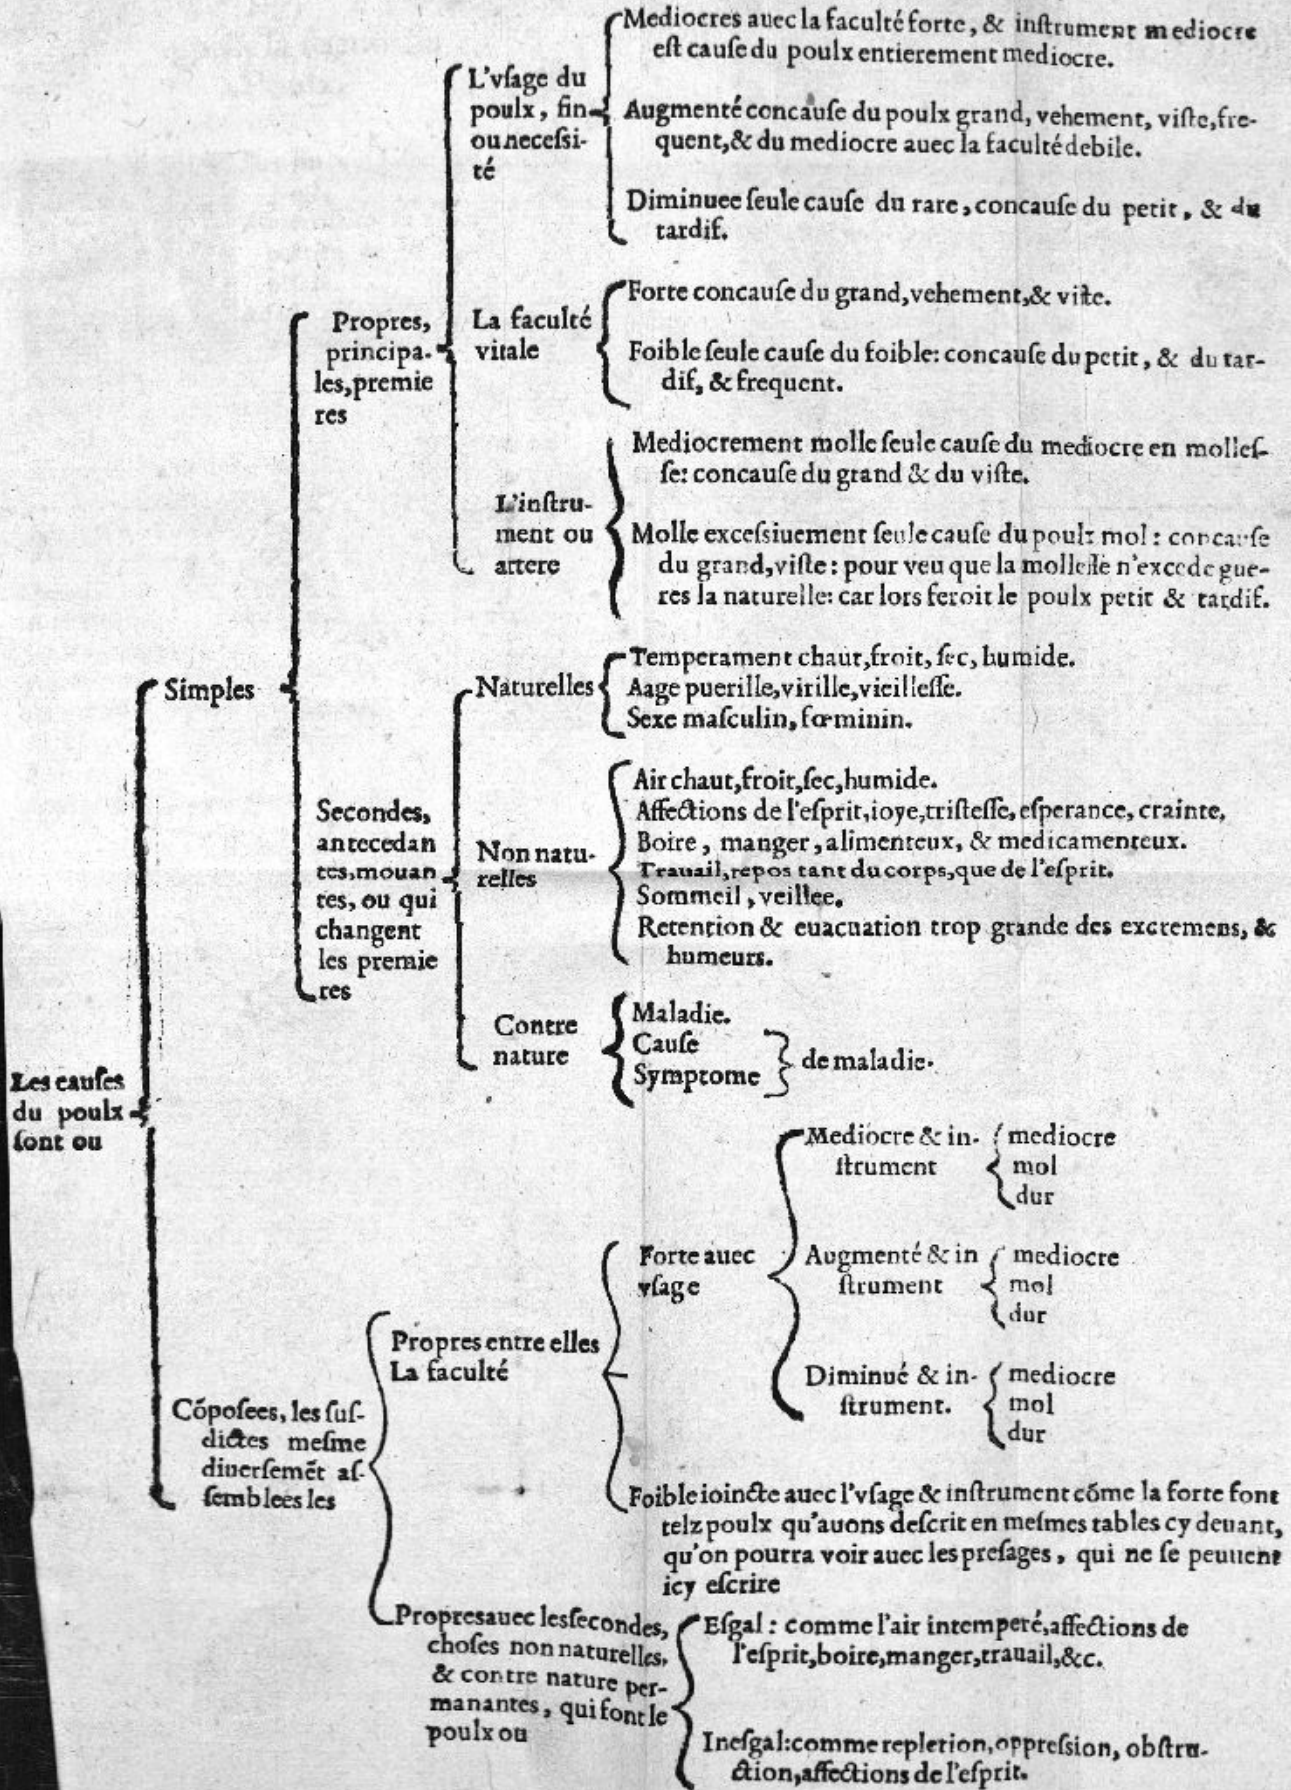 Les causes
du poulx
sont ou
Simples
Propres,
principa-
les, premie
res
L'vsage du
poulx, fin
ou necessi-
té
Mediocres auec la faculté forte, & instrument mediocre
est cause du poulx entierement mediocre.
Augmenté concause du poulx grand, vehement, viste, fre-
quent, & du mediocre auec la faculté debile.
Diminuee seule cause du rare, concause du petit, & du
tardif.
La faculté
vitale
Forte concause du grand, vehement, & viste.
Foible seule cause du foible: concause du petit, & du tar-
dif, & frequent.
L'instru-
ment ou
artere
Mediocrement molle seule cause du mediocre en molles-
se: concause du grand & du viste.
Molle excessiuement seule cause du poulx mol: concause
du grand, viste: pour veu que la mollesse n'excede gue-
res la naturelle: car lors feroit le poulx petit & tardif.
Secondes,
antecedan
tes, mouan
tes, ou qui
changent
les premie
res
Naturelles
Temperament chaut, froit, sec, humide.
Aage puerille, virille, vieillesse.
Sexe masculin, fœminin.
Non natu-
relles
Air chaut, froit, sec, humide.
Affections de l'esprit, ioye, tristesse, esperance, crainte,
Boire, manger, alimenteux, & medicamenteux.
Trauail, repos tant du corps, que de l'esprit.
Sommeil, veillee.
Retention & euacuation trop grande des excremens, &
humeurs.
Contre
nature
Maladie.
Cause
Symptome
de maladie.
Cõposees, les sus-
dictes mesme
diuersemẽt as-
semblees les
Propres entre elles
La faculté
Forte auec
vsage
Mediocre & in-
strument
mediocre
mol
dur
Augmenté & in
strument
mediocre
mol
dur
Diminué & in-
strument.
mediocre
mol
dur
Foible ioincte auec l'vsage & instrument cõme la forte font
telz poulx qu'auons descrit en mesmes tables cy deuant,
qu'on pourra voir auec les presages, qui ne se peuuent
icy escrire
Propres auec les secondes,
choses non naturelles,
& contre nature per-
manantes, qui font le
poulx ou
Esgal: comme l'air intemperé, affections de
l'esprit, boire, manger, trauail, &c.
Inesgal: comme repletion, oppression, obstru-
ction, affections de l'esprit.